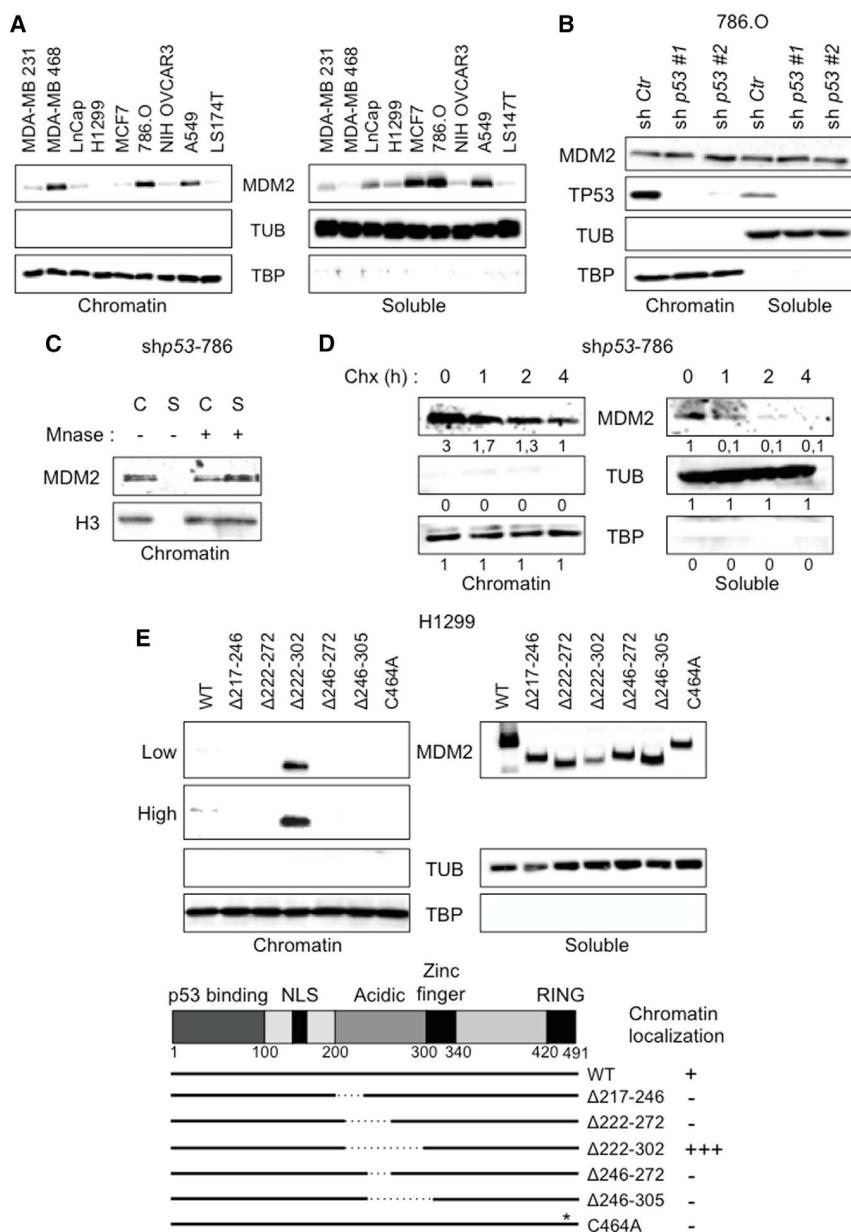 A
MDA-MB 231
MDA-MB 468
LnCap
H1299
MCF7
786.O
NIH OVCAR3
A549
LS174T
MDA-MB 231
MDA-MB 468
LnCap
H1299
MCF7
786.O
NIH OVCAR3
A549
LS147T
MDM2
TUB
TBP
Chromatin
Soluble
B
786.O
sh Ctr
sh p53 #1
sh p53 #2
sh Ctr
sh p53 #1
sh p53 #2
MDM2
TP53
TUB
TBP
Chromatin
Soluble
C
shp53-786
C S C S
Mnase : - - + +
MDM2
H3
Chromatin
D
shp53-786
Chx (h) : 0 1 2 4 0 1 2 4
MDM2
3 1,7 1,3 1 1 0,1 0,1 0,1
TUB
0 0 0 0 1 1 1 1
TBP
1 1 1 1 0 0 0 0
Chromatin
Soluble
E
H1299
WT
Δ217-246
Δ222-272
Δ222-302
Δ246-272
Δ246-305
C464A
WT
Δ217-246
Δ222-272
Δ222-302
Δ246-272
Δ246-305
C464A
Low
MDM2
High
TUB
TBP
Chromatin
Soluble
p53 binding NLS Acidic Zinc finger RING
Chromatin localization
1 100 200 300 340 420 491
WT +
Δ217-246 -
Δ222-272 -
Δ222-302 +++
Δ246-272 -
Δ246-305 -
* C464A -